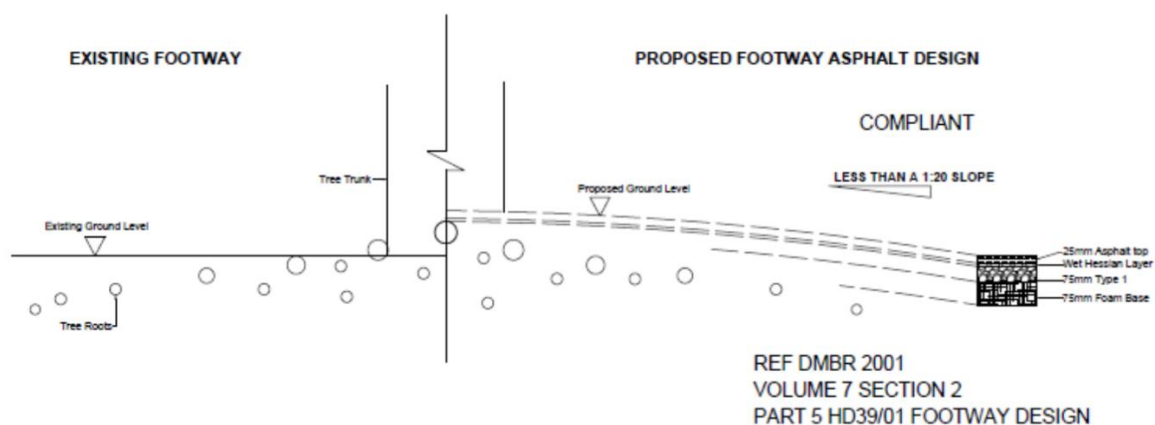 EXISTING FOOTWAY
PROPOSED FOOTWAY ASPHALT DESIGN
COMPLIANT
LESS THAN A 1:20 SLOPE
Tree Trunk
Proposed Ground Level
Existing Ground Level
25mm Asphalt top
Wet Hessian Layer
75mm Type 1
75mm Foam Base
Tree Roots
REF DMBR 2001
VOLUME 7 SECTION 2
PART 5 HD39/01 FOOTWAY DESIGN